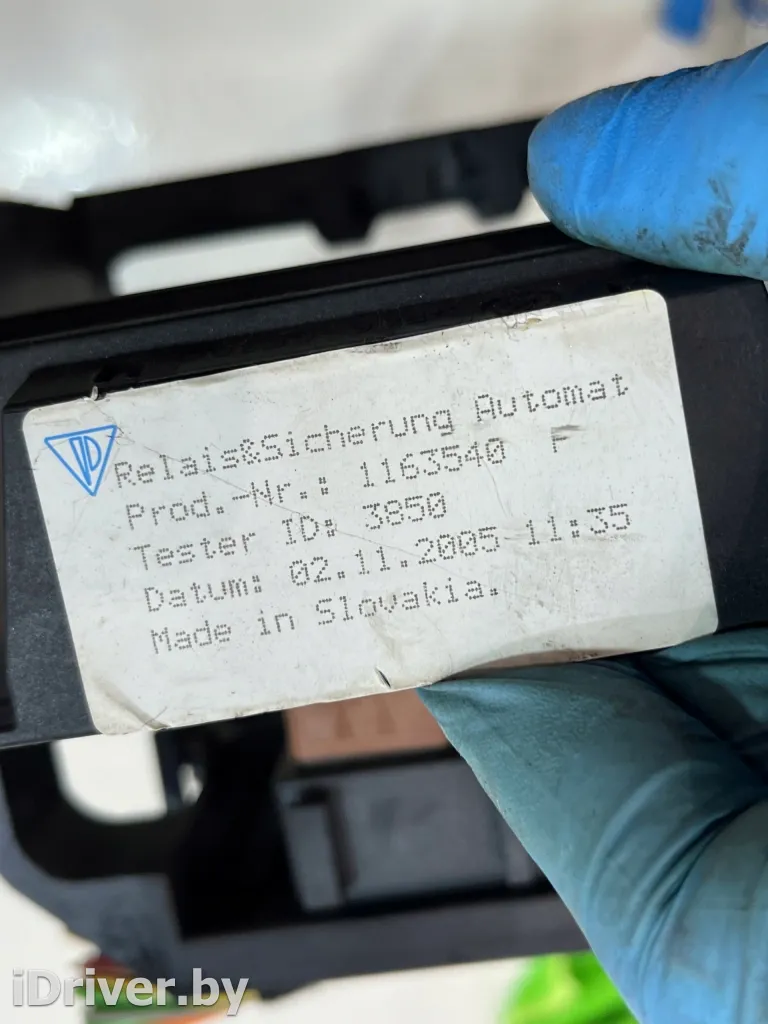 Relais&Sicherung Automat
Prod.-Nr.: 1163540 F
Tester ID: 3850
Datum: 02.11.2005 11:35
Made in Slovakia.
iDriver.by